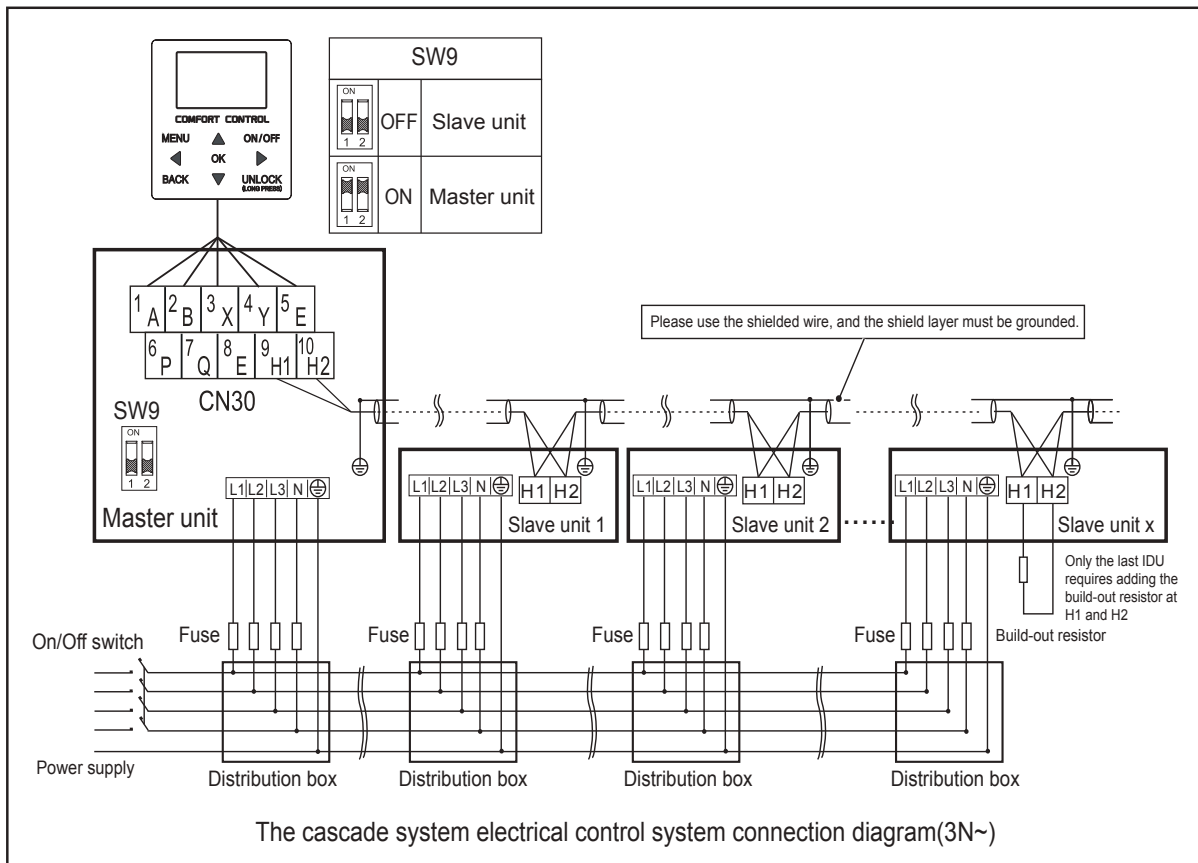 COMFORT CONTROL
MENU ON/OFF
OK
BACK UNLOCK
(LONG PRESS)
SW9
ON
1 2
OFF Slave unit
ON
1 2
ON Master unit
1 A 2 B 3 X 4 Y 5 E
6 P 7 Q 8 E 9 H1 10 H2
CN30
SW9
ON
1 2
Master unit
L1 L2 L3 N
Please use the shielded wire, and the shield layer must be grounded.
L1 L2 L3 N
H1 H2
Slave unit 1
L1 L2 L3 N
H1 H2
Slave unit 2
L1 L2 L3 N
H1 H2
Slave unit x
Only the last IDU
requires adding the
build-out resistor at
H1 and H2
Build-out resistor
On/Off switch
Fuse
Fuse
Fuse
Fuse
Power supply
Distribution box
Distribution box
Distribution box
Distribution box
The cascade system electrical control system connection diagram(3N~)